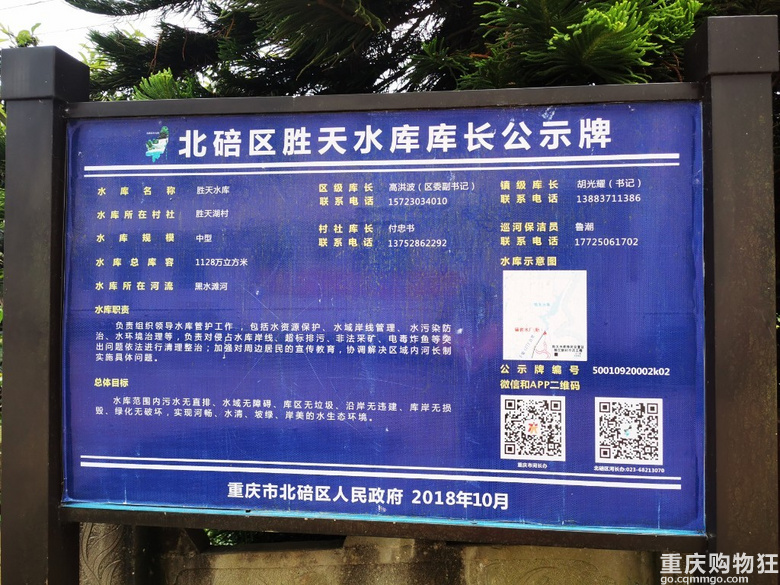 北碚区胜天水库库长公示牌
水库名称 胜天水库
水库所在村社 胜天湖村
水库规模 中型
水库总库容 1128万立方米
水库所在河流 黑水滩河
区级库长 高洪波（区委副书记）
联系电话 15723034010
村社库长 付忠书
联系电话 13752862292
镇级库长 胡光耀（书记）
联系电话 13883711386
巡河保洁员 鲁潮
联系电话 17725061702
水库示意图
水库职责
负责组织领导水库管护工作，包括水资源保护、水域岸线管理、水污染防
治、水环境治理等，负责对侵占水库岸线、超标排污、非法采矿、电毒炸鱼等突
出问题依法进行清理整治；加强对周边居民的宣传教育，协调解决区域内河长制
实施具体问题。
总体目标
水库范围内污水无直排、水域无障碍、库区无垃圾、沿岸无违建、库岸无损
毁、绿化无破坏，实现河畅、水清、坡绿、岸美的水生态环境。
公示牌编号 50010920002k02
微信和APP二维码
重庆市河长办
北碚区河长办:023-68213070
重庆市北碚区人民政府 2018年10月
重庆购物狂
go.cqmmgo.com